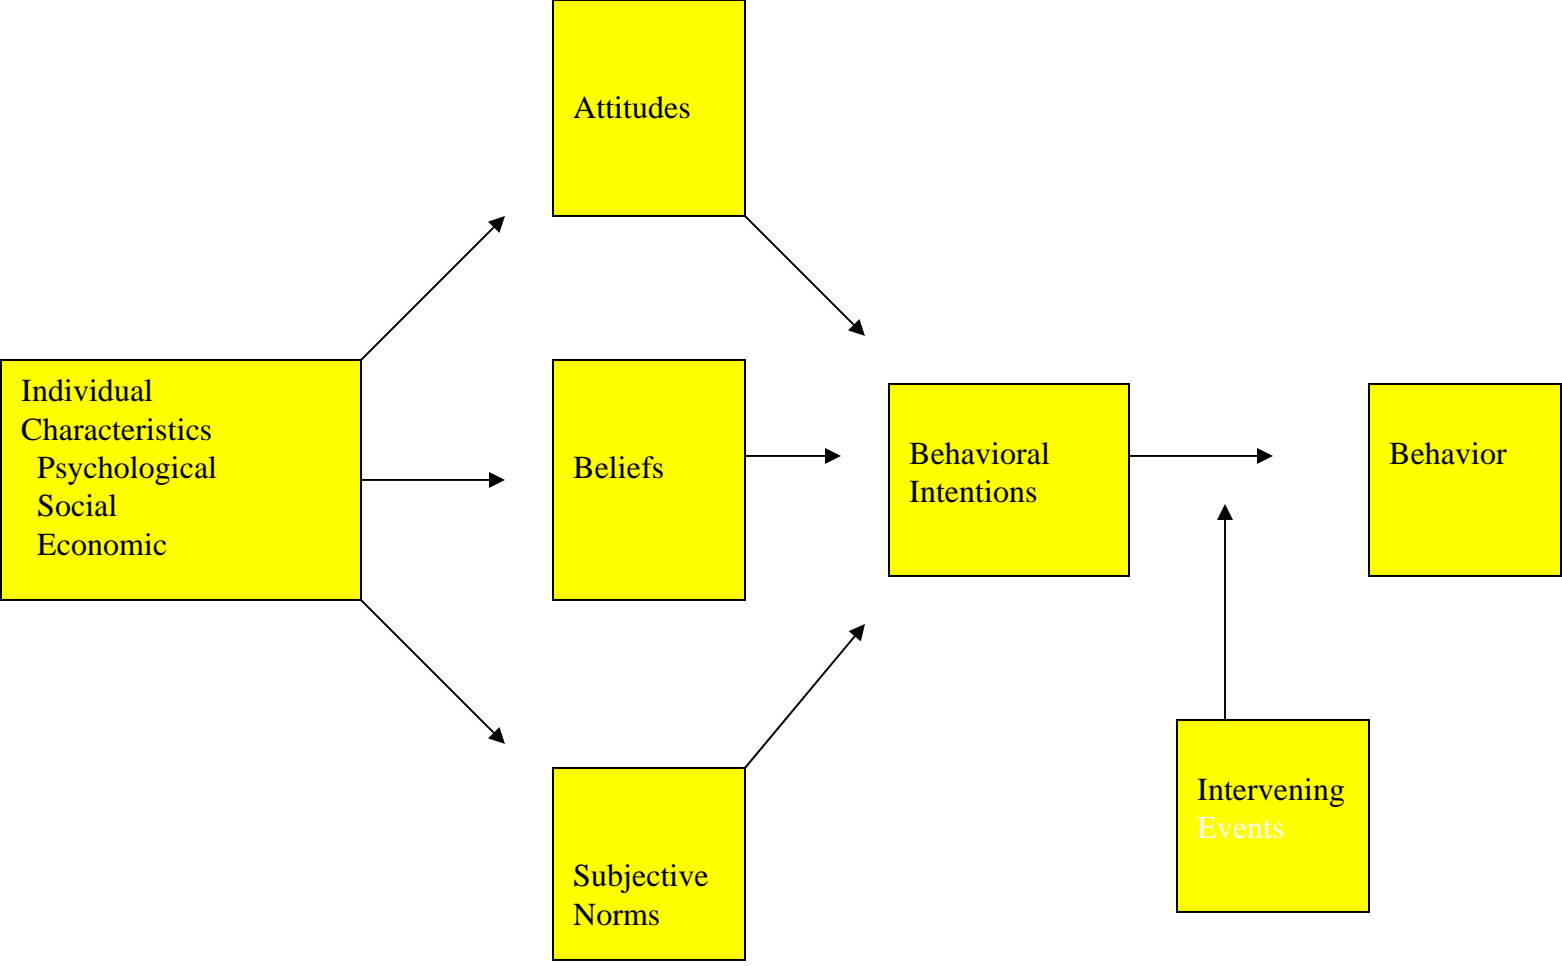 Attitudes
Individual
Characteristics
Psychological
Social
Economic
Beliefs
Behavioral
Intentions
Behavior
Intervening
Events
Subjective
Norms